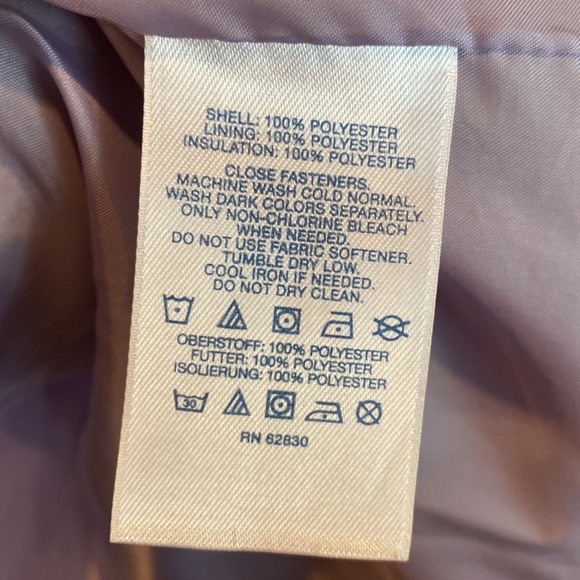 SHELL: 100% POLYESTER
LINING: 100% POLYESTER
INSULATION: 100% POLYESTER
CLOSE FASTENERS.
MACHINE WASH COLD NORMAL.
WASH DARK COLORS SEPARATELY.
ONLY NON-CHLORINE BLEACH
WHEN NEEDED.
DO NOT USE FABRIC SOFTENER.
TUMBLE DRY LOW.
COOL IRON IF NEEDED.
DO NOT DRY CLEAN.
OBERSTOFF: 100% POLYESTER
FUTTER: 100% POLYESTER
ISOLIERUNG: 100% POLYESTER
30
RN 62830